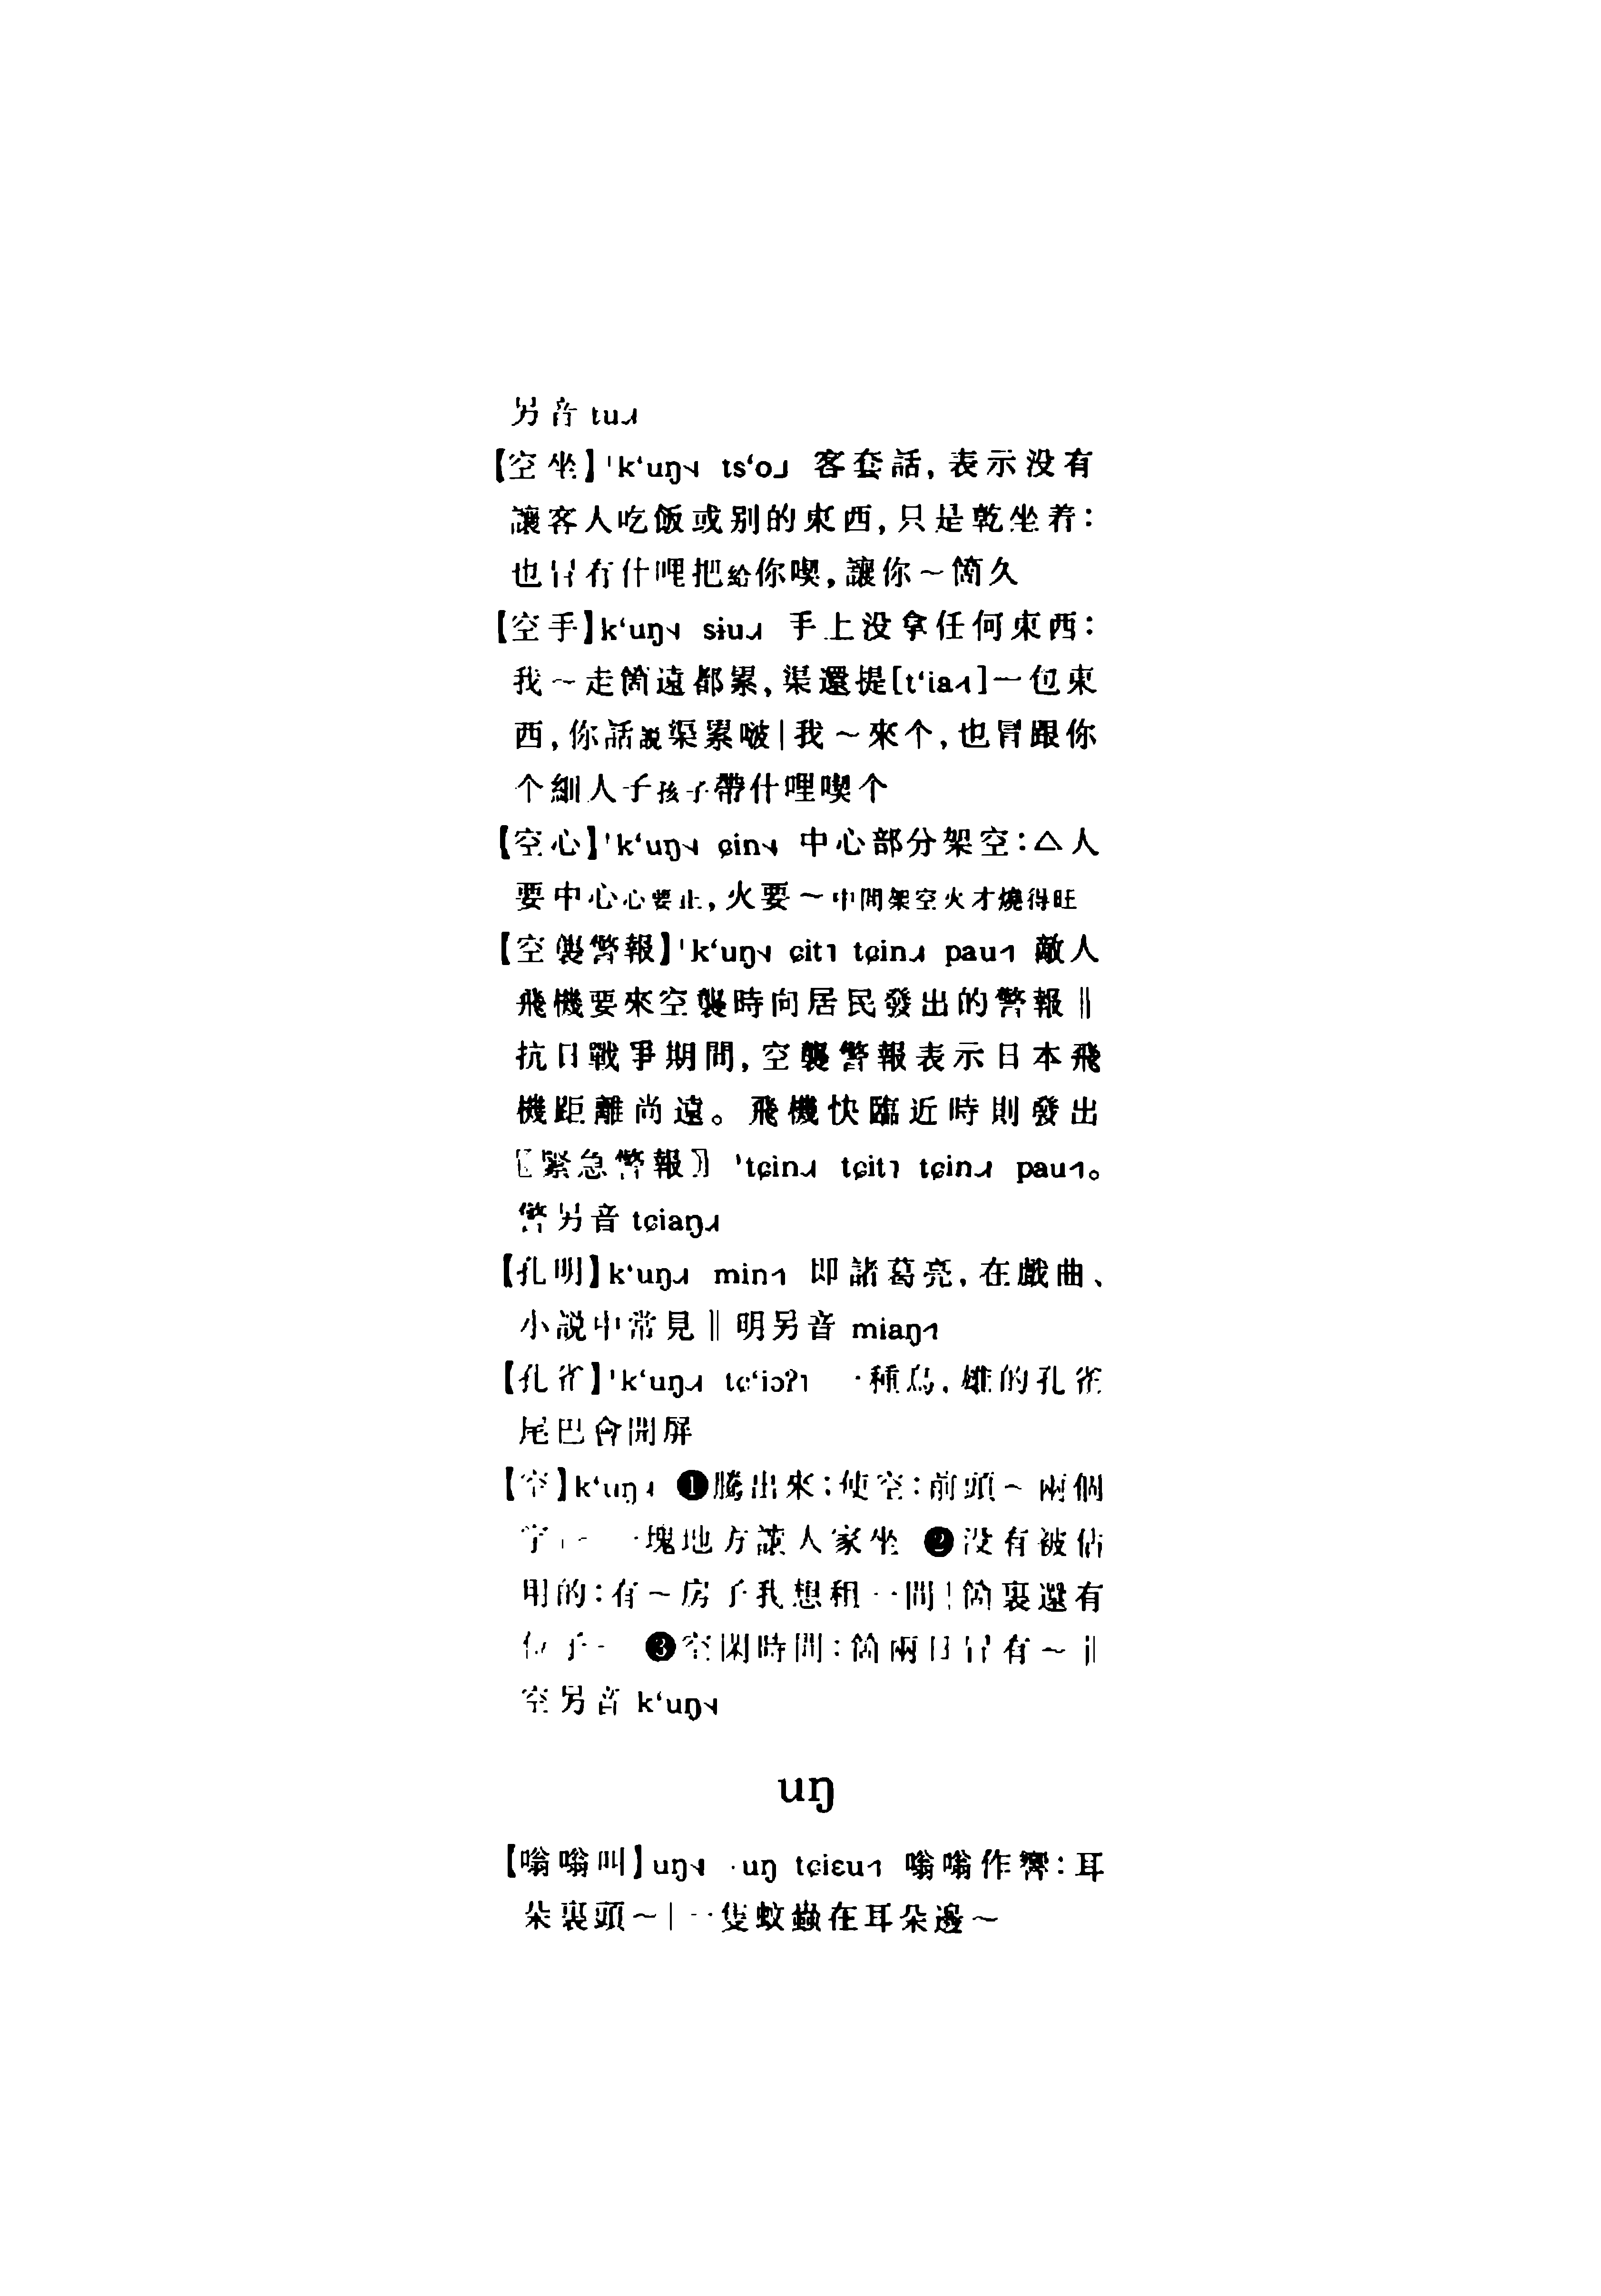 另音 tu˩˧
【空坐】ˈkʻuŋ˦˨ tsʻo˩ 客套話，表示没有
讓客人吃飯或别的東西，只是乾坐着：
也冒有什哩把給你喫，讓你～箇久
【空手】kʻuŋ˦˨ sɨu˩˧ 手上没拿任何東西：
我～走箇遠都累，渠還提[tʻia˧˥]一包東
西，你話説渠累啵|我～來个，也冒跟你
个細人子孩子帶什哩喫个
【空心】ˈkʻuŋ˦˨ ɕin˦˨ 中心部分架空：△人
要中心心要正，火要～中間架空火才燒得旺
【空襲警報】ˈkʻuŋ˦˨ ɕit˥ tɕin˩˧ pau˧˥ 敵人
飛機要來空襲時向居民發出的警報‖
抗日戰爭期間，空襲警報表示日本飛
機距離尚遠。飛機快臨近時則發出
〖緊急警報〗ˈtɕin˩˧ tɕit˥ tɕin˩˧ pau˧˥。
警另音 tɕiaŋ˩˧
【孔明】kʻuŋ˩˧ min˧˥ 即諸葛亮，在戲曲、
小説中常見‖明另音 miaŋ˧˥
【孔雀】ˈkʻuŋ˩˧ tɕʻiɔʔ˥ 一種鳥，雄的孔雀
尾巴會開屏
【空】kʻuŋ ❶騰出來；使空：前頭～兩個
字|～一塊地方讓人家坐 ❷没有被佔
用的：有～房子我想租一間|箇裏還有
位子～ ❸空閑時間：箇兩日冒有～‖
空另音 kʻuŋ˦˨
uŋ
【嗡嗡叫】uŋ˦˨ ·uŋ tɕiɛu˧˥ 嗡嗡作響：耳
朵裏頭～|一隻蚊蟲在耳朵邊～